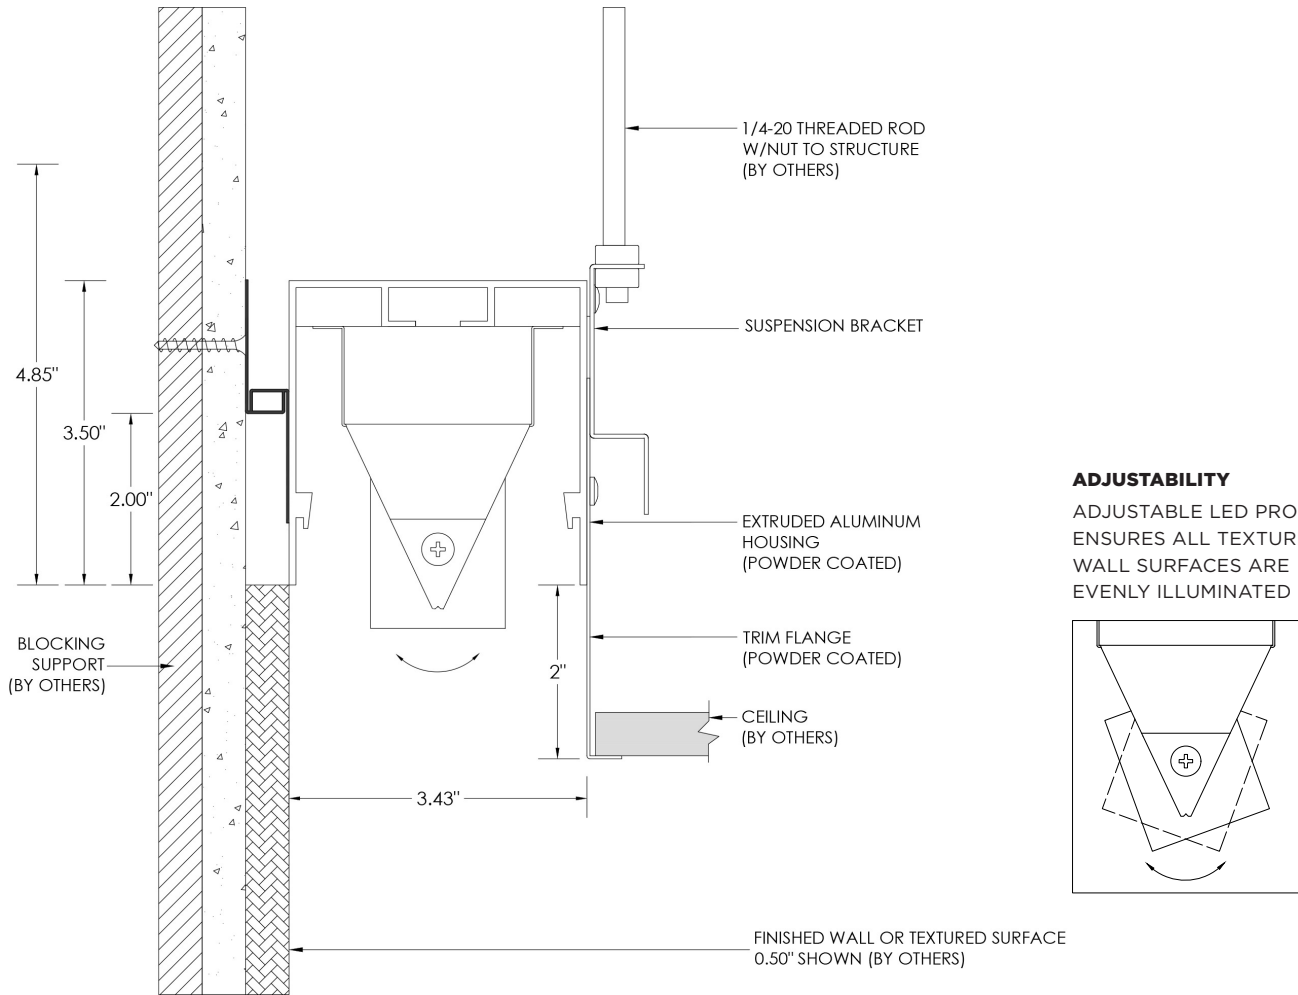 1/4-20 THREADED ROD
W/NUT TO STRUCTURE
(BY OTHERS)
SUSPENSION BRACKET
4.85"
3.50"
2.00"
EXTRUDED ALUMINUM
HOUSING
(POWDER COATED)
BLOCKING
SUPPORT
(BY OTHERS)
TRIM FLANGE
(POWDER COATED)
2"
CEILING
(BY OTHERS)
3.43"
FINISHED WALL OR TEXTURED SURFACE
0.50" SHOWN (BY OTHERS)
ADJUSTABILITY
ADJUSTABLE LED PRO
ENSURES ALL TEXTUR
WALL SURFACES ARE
EVENLY ILLUMINATED